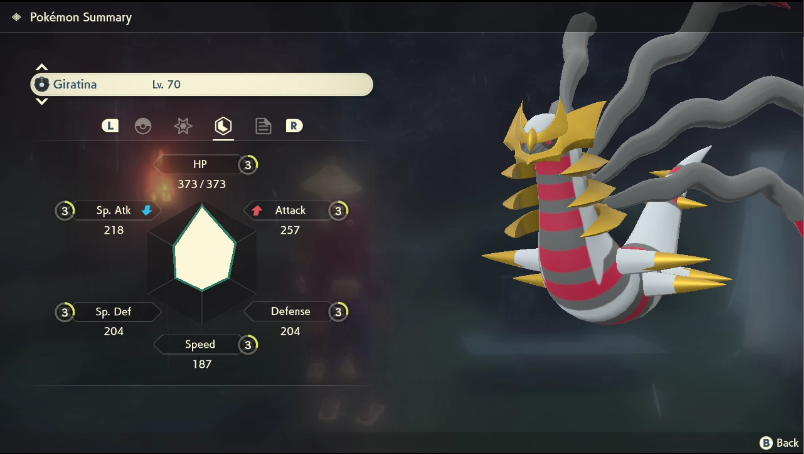 Pokémon Summary
Giratina Lv. 70
L R
HP 3
373 / 373
3 Sp. Atk Attack 3
218 257
3 Sp. Def Defense 3
204 204
Speed 3
187
B Back